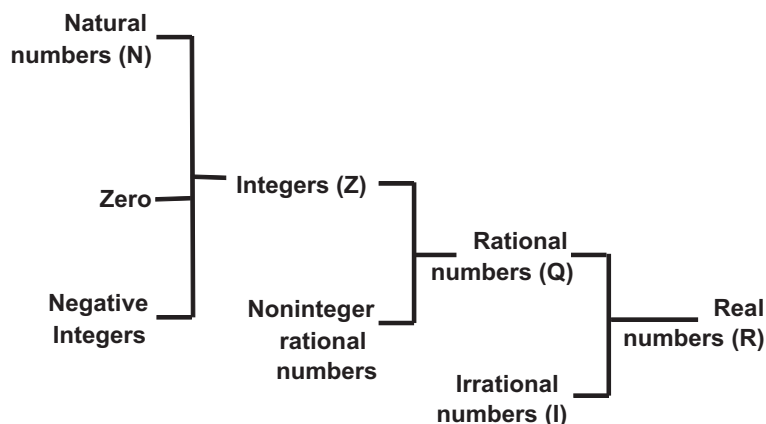 Natural
numbers (N)
Zero
Negative
Integers
Integers (Z)
Noninteger
rational
numbers
Rational
numbers (Q)
Irrational
numbers (I)
Real
numbers (R)